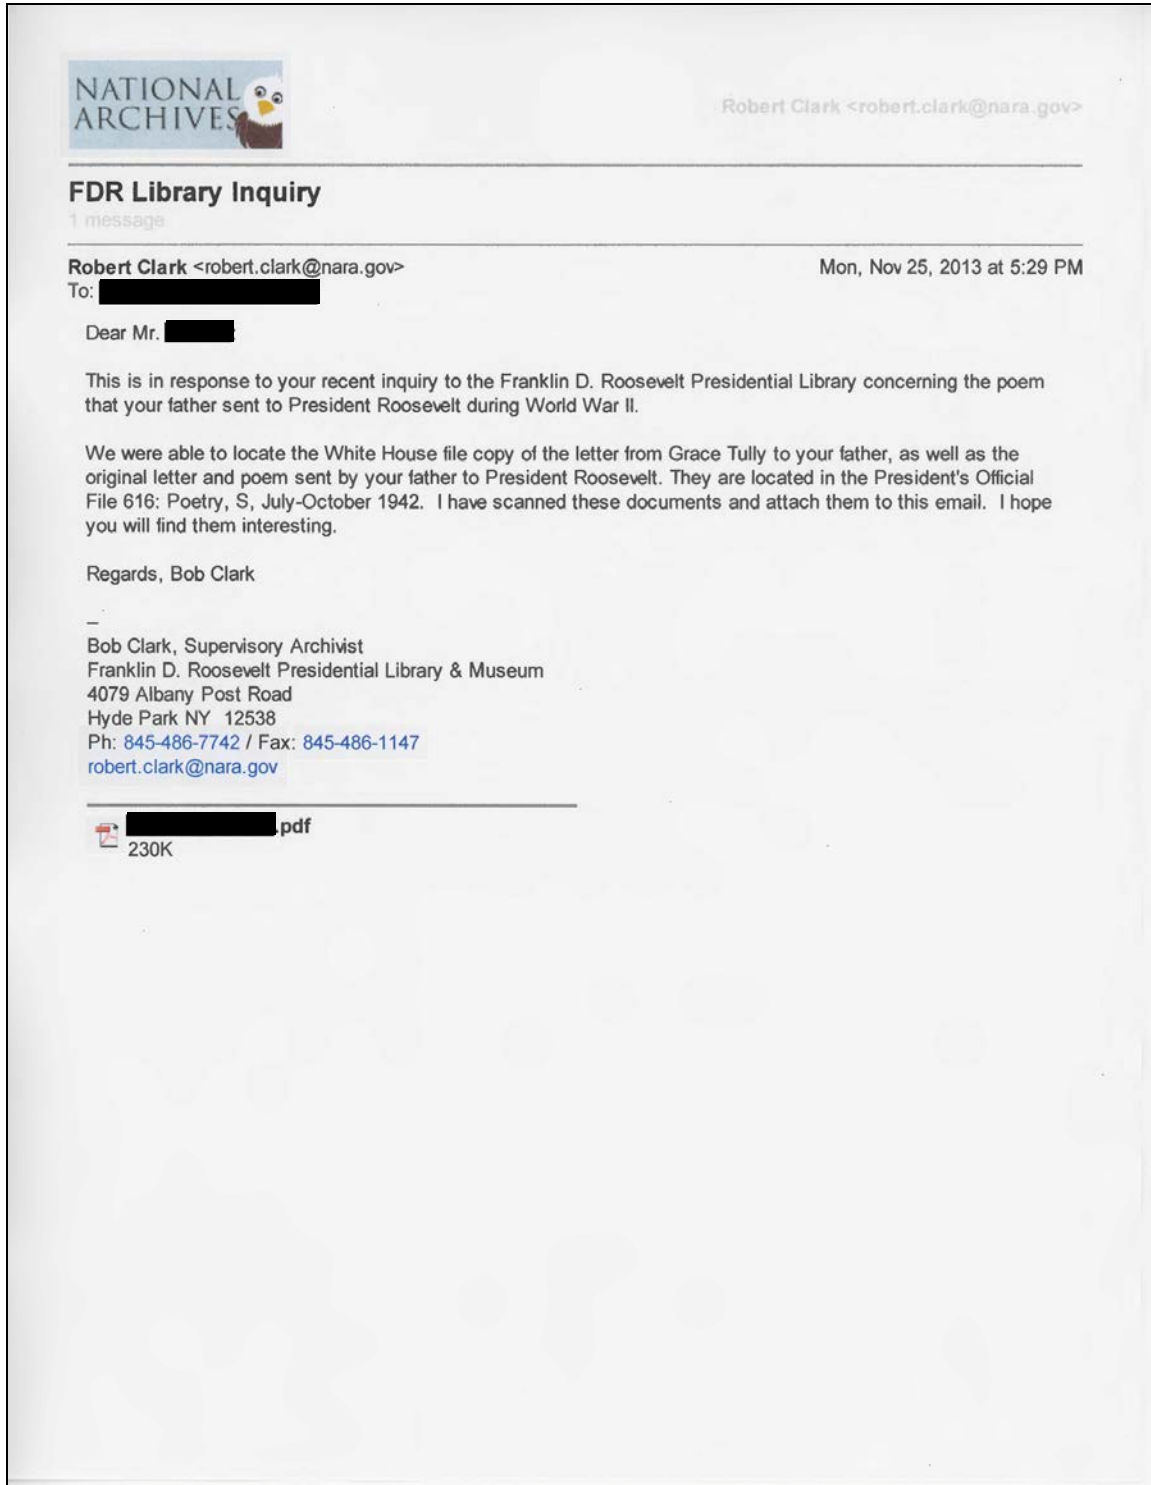 NATIONAL
ARCHIVES
Robert Clark <robert.clark@nara.gov>
FDR Library Inquiry
1 message
Robert Clark <robert.clark@nara.gov>
Mon, Nov 25, 2013 at 5:29 PM
To:
Dear Mr.
This is in response to your recent inquiry to the Franklin D. Roosevelt Presidential Library concerning the poem
that your father sent to President Roosevelt during World War II.
We were able to locate the White House file copy of the letter from Grace Tully to your father, as well as the
original letter and poem sent by your father to President Roosevelt. They are located in the President's Official
File 616: Poetry, S, July-October 1942.  I have scanned these documents and attach them to this email.  I hope
you will find them interesting.
Regards, Bob Clark
–
Bob Clark, Supervisory Archivist
Franklin D. Roosevelt Presidential Library & Museum
4079 Albany Post Road
Hyde Park NY  12538
Ph: 845-486-7742 / Fax: 845-486-1147
robert.clark@nara.gov
.pdf
230K